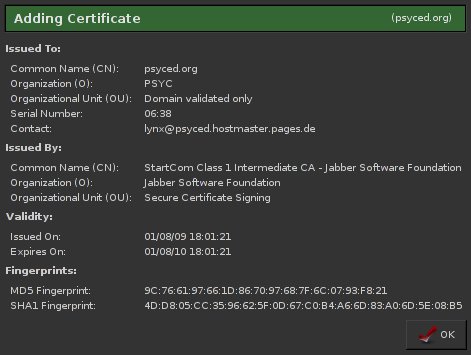 Adding Certificate (psyced.org)
Issued To:
Common Name (CN): psyced.org
Organization (O): PSYC
Organizational Unit (OU): Domain validated only
Serial Number: 06:38
Contact: lynx@psyced.hostmaster.pages.de
Issued By:
Common Name (CN): StartCom Class 1 Intermediate CA - Jabber Software Foundation
Organization (O): Jabber Software Foundation
Organizational Unit (OU): Secure Certificate Signing
Validity:
Issued On: 01/08/09 18:01:21
Expires On: 01/08/10 18:01:21
Fingerprints:
MD5 Fingerprint: 9C:76:61:97:66:1D:86:70:97:68:7F:6C:07:93:F8:21
SHA1 Fingerprint: 4D:D8:05:CC:35:96:62:5F:0D:67:C0:B4:A6:6D:83:A0:6D:5E:08:B5
OK